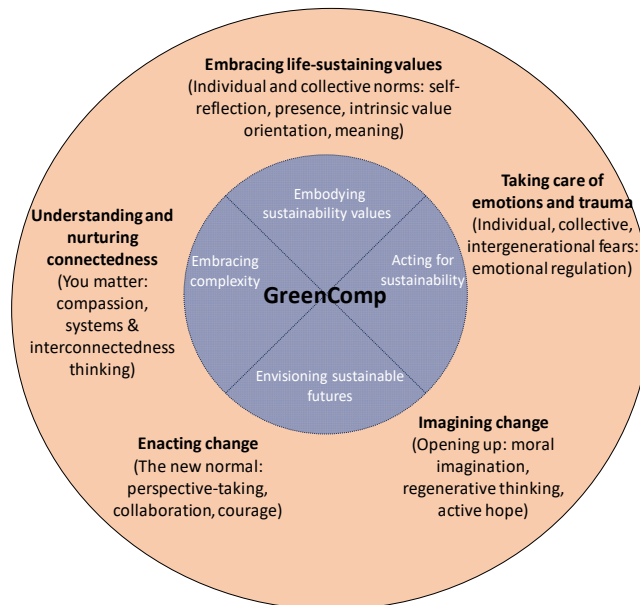 Embracing life-sustaining values
(Individual and collective norms: self-
reflection, presence, intrinsic value
orientation, meaning)
Taking care of
emotions and trauma
(Individual, collective,
intergenerational fears:
emotional regulation)
Understanding and
nurturing
connectedness
(You matter:
compassion,
systems &
interconnectedness
thinking)
Embodying
sustainability values
Embracing
complexity
Acting for
sustainability
GreenComp
Envisioning sustainable
futures
Enacting change
(The new normal:
perspective-taking,
collaboration, courage)
Imagining change
(Opening up: moral
imagination,
regenerative thinking,
active hope)